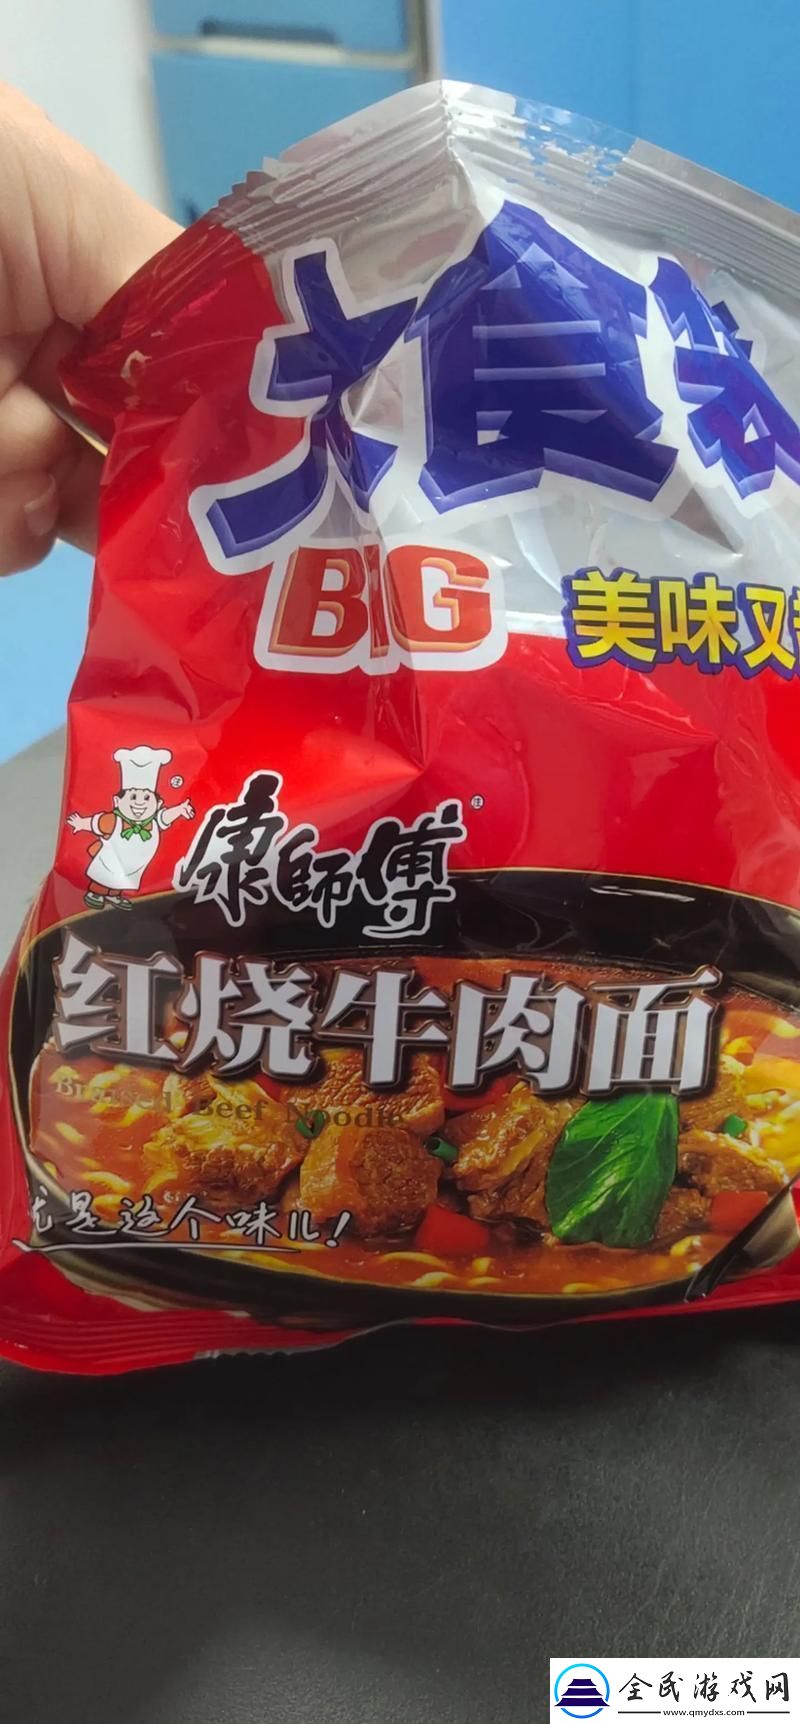 大食
BIG
美味又
康師傅
红烧牛肉面
Braised Beef Noodle
就是这个味儿!
全民游戏网
www.qmydxs.com